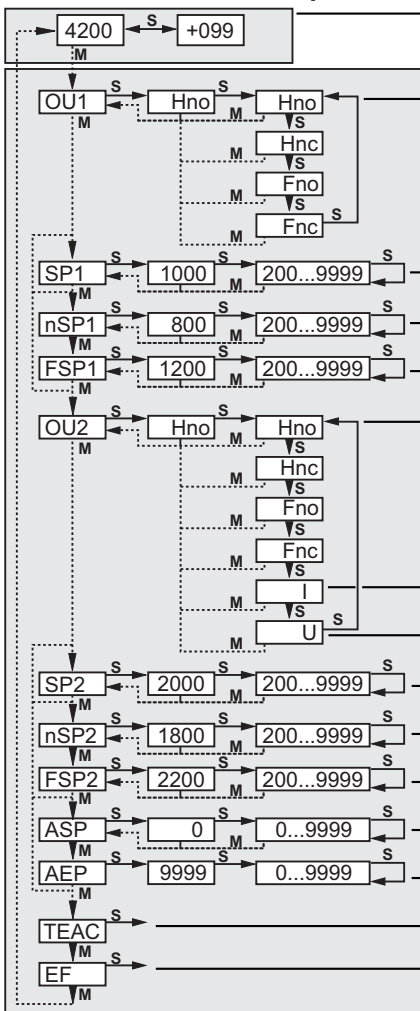 4200 S +099
M
OU1 S Hno S Hno
M M S
M Hnc
S
M Fno
S
M Fnc S
SP1 S 1000 S 200...9999 S
M M
nSP1 S 800 S 200...9999 S
M M
FSP1 S 1200 S 200...9999 S
M M
OU2 S Hno S Hno
M M S
M Hnc
S
M Fno
S
M Fnc
S
M I
S
M U S
SP2 S 2000 S 200...9999 S
M M
nSP2 S 1800 S 200...9999 S
M M
FSP2 S 2200 S 200...9999 S
M M
ASP S 0 S 0...9999 S
M M
AEP S 9999 S 0...9999 S
M
TEAC S
M
EF S
M